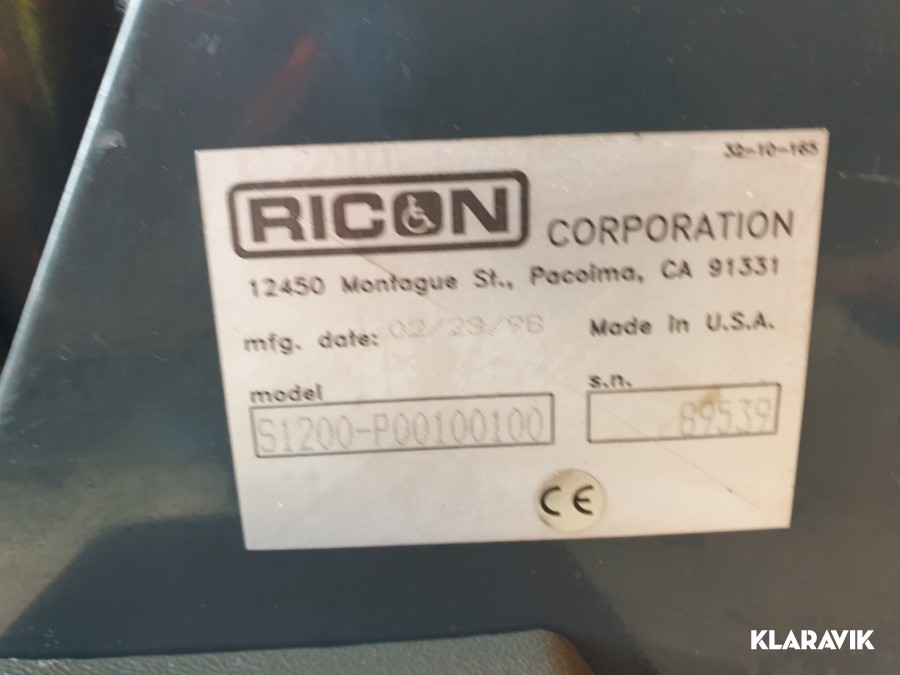 32-10-165
RICON CORPORATION
12450 Montague St., Pacoima, CA 91331
mfg. date: 02/23/98 Made in U.S.A.
model s.n.
S1200-P00100100 89539
CE
KLARAVIK